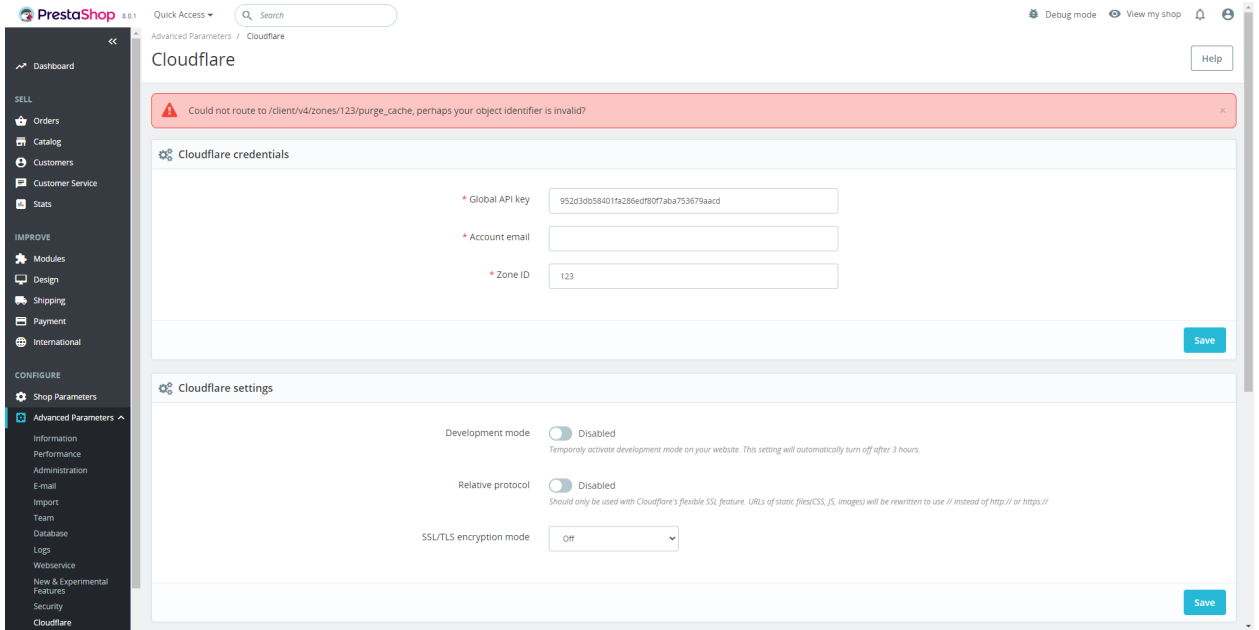 PrestaShop 8.0.1 Quick Access Search Debug mode View my shop
Advanced Parameters / Cloudflare
Cloudflare
Help
Dashboard
SELL
Orders
Catalog
Customers
Customer Service
Stats
IMPROVE
Modules
Design
Shipping
Payment
International
CONFIGURE
Shop Parameters
Advanced Parameters
Information
Performance
Administration
E-mail
Import
Team
Database
Logs
Webservice
New & Experimental
Features
Security
Cloudflare
Could not route to /client/v4/zones/123/purge_cache, perhaps your object identifier is invalid?
Cloudflare credentials
* Global API key 952d3db58401fa286edf80f7aba753679aacd
* Account email
* Zone ID 123
Save
Cloudflare settings
Development mode Disabled
Temporaly activate development mode on your website. This setting will automatically turn off after 3 hours.
Relative protocol Disabled
Should only be used with Cloudflare's flexible SSL feature. URLs of static files(CSS, JS, images) will be rewritten to use // instead of http:// or https://
SSL/TLS encryption mode Off
Save